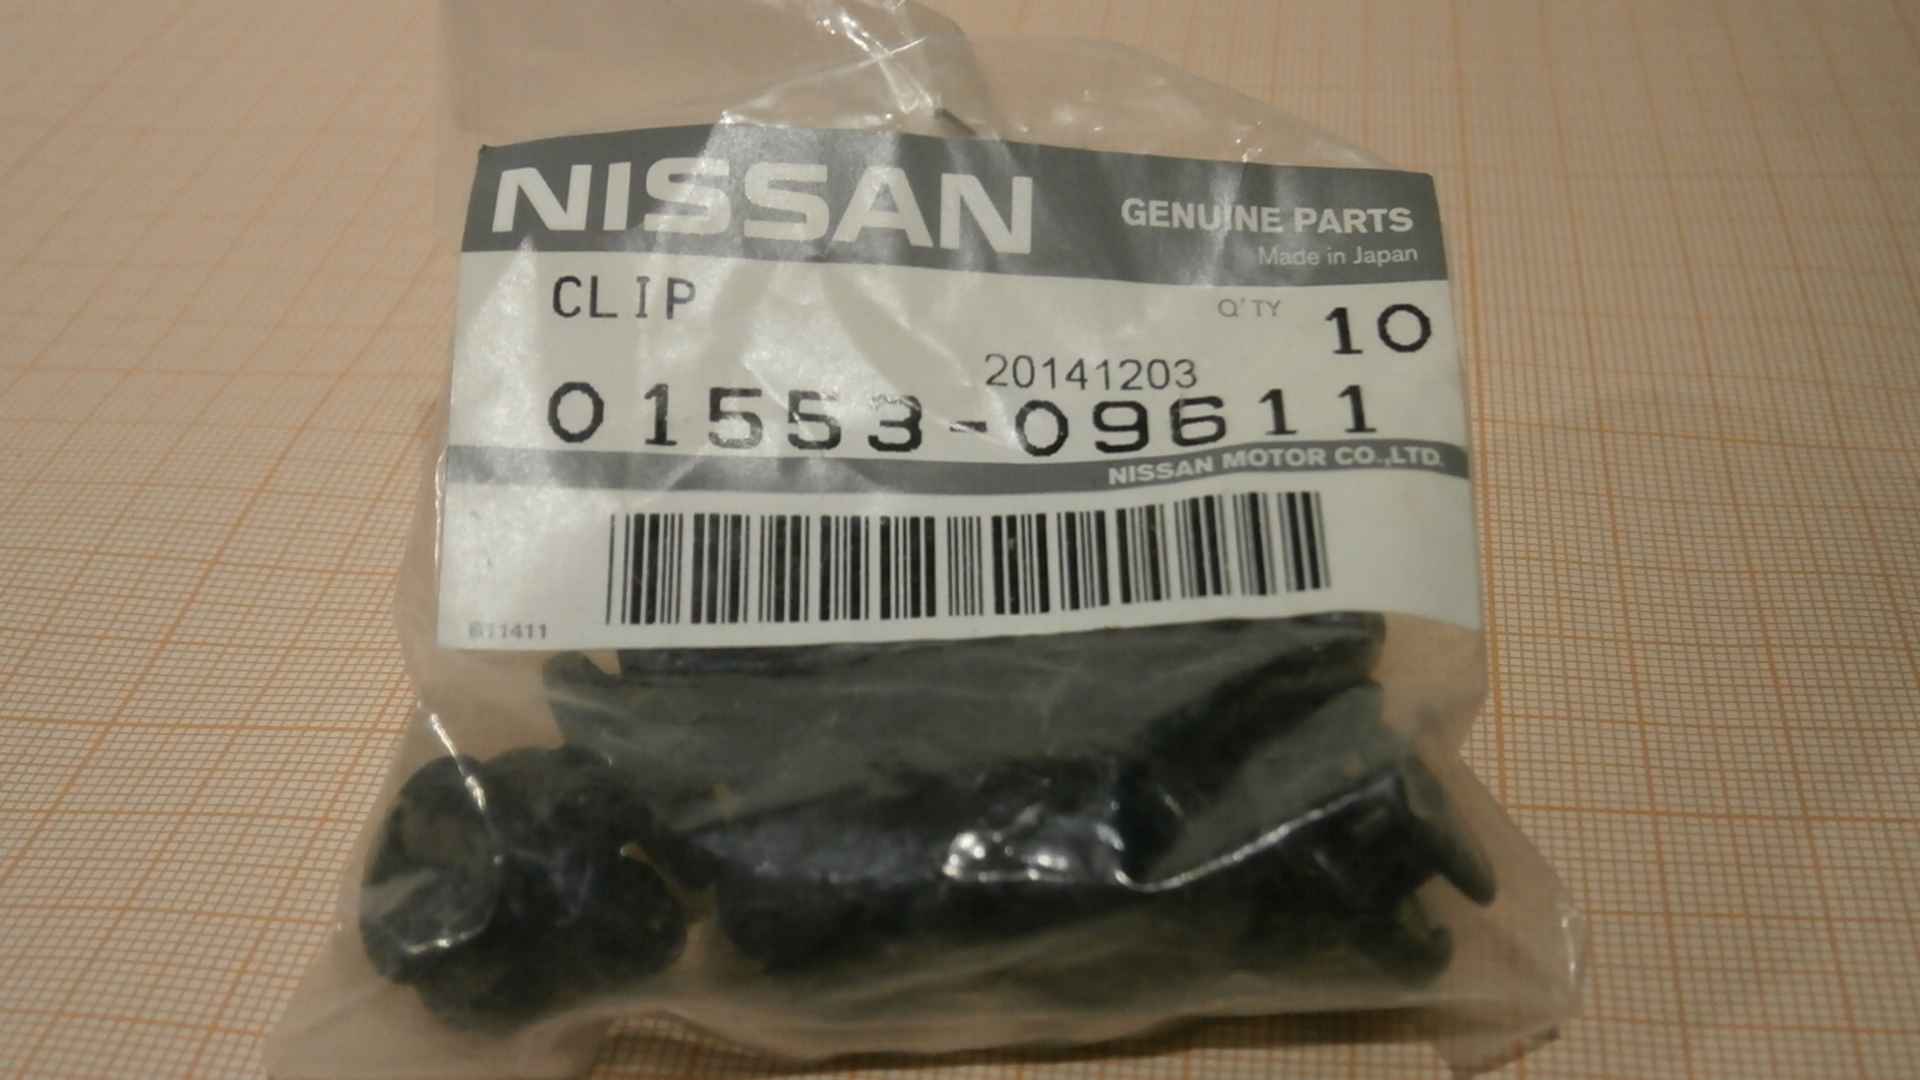 NISSAN GENUINE PARTS
Made in Japan
CLIP Q'TY 10
20141203
01553-09611
NISSAN MOTOR CO.,LTD.
B11411